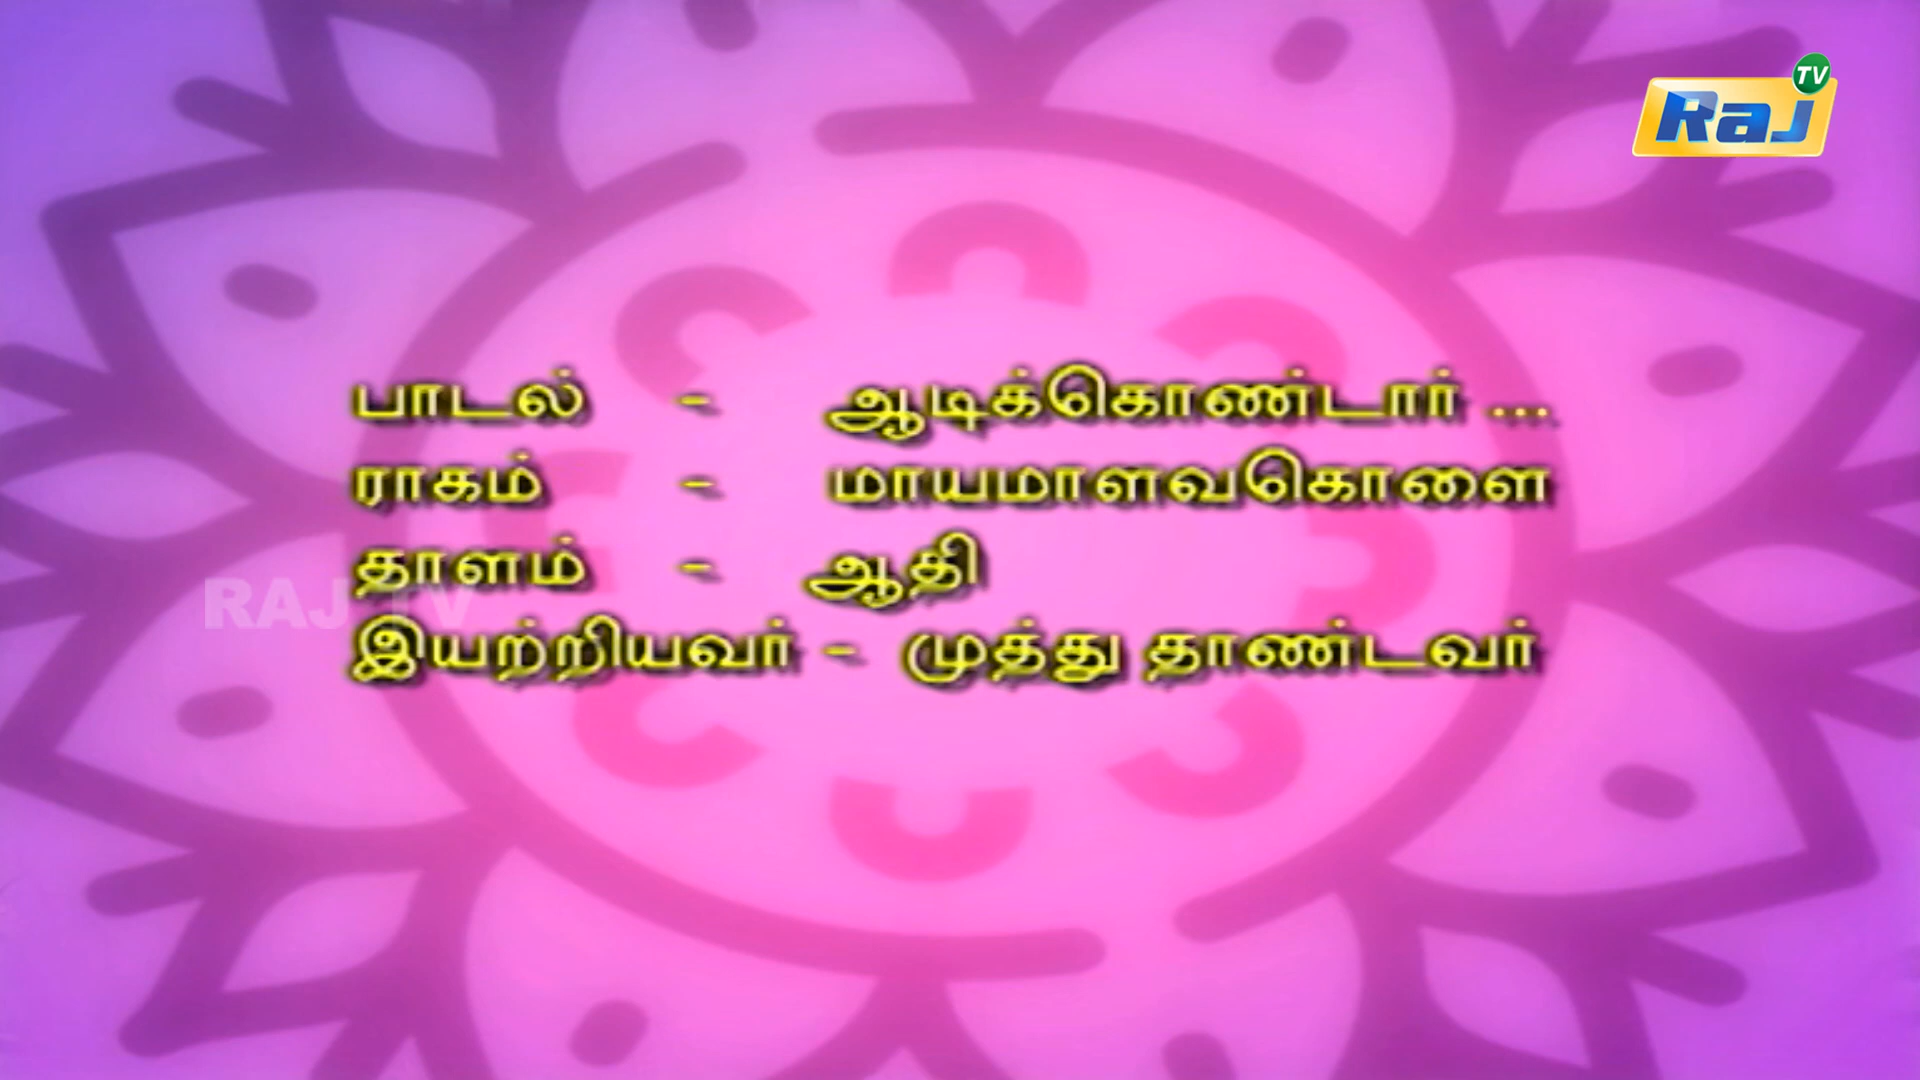 Raj TV
பாடல் - ஆடிக்கொண்டார் ...
ராகம் - மாயமாளவகொளை
தாளம் - ஆதி
RAJ TV
இயற்றியவர் - முத்து தாண்டவர்